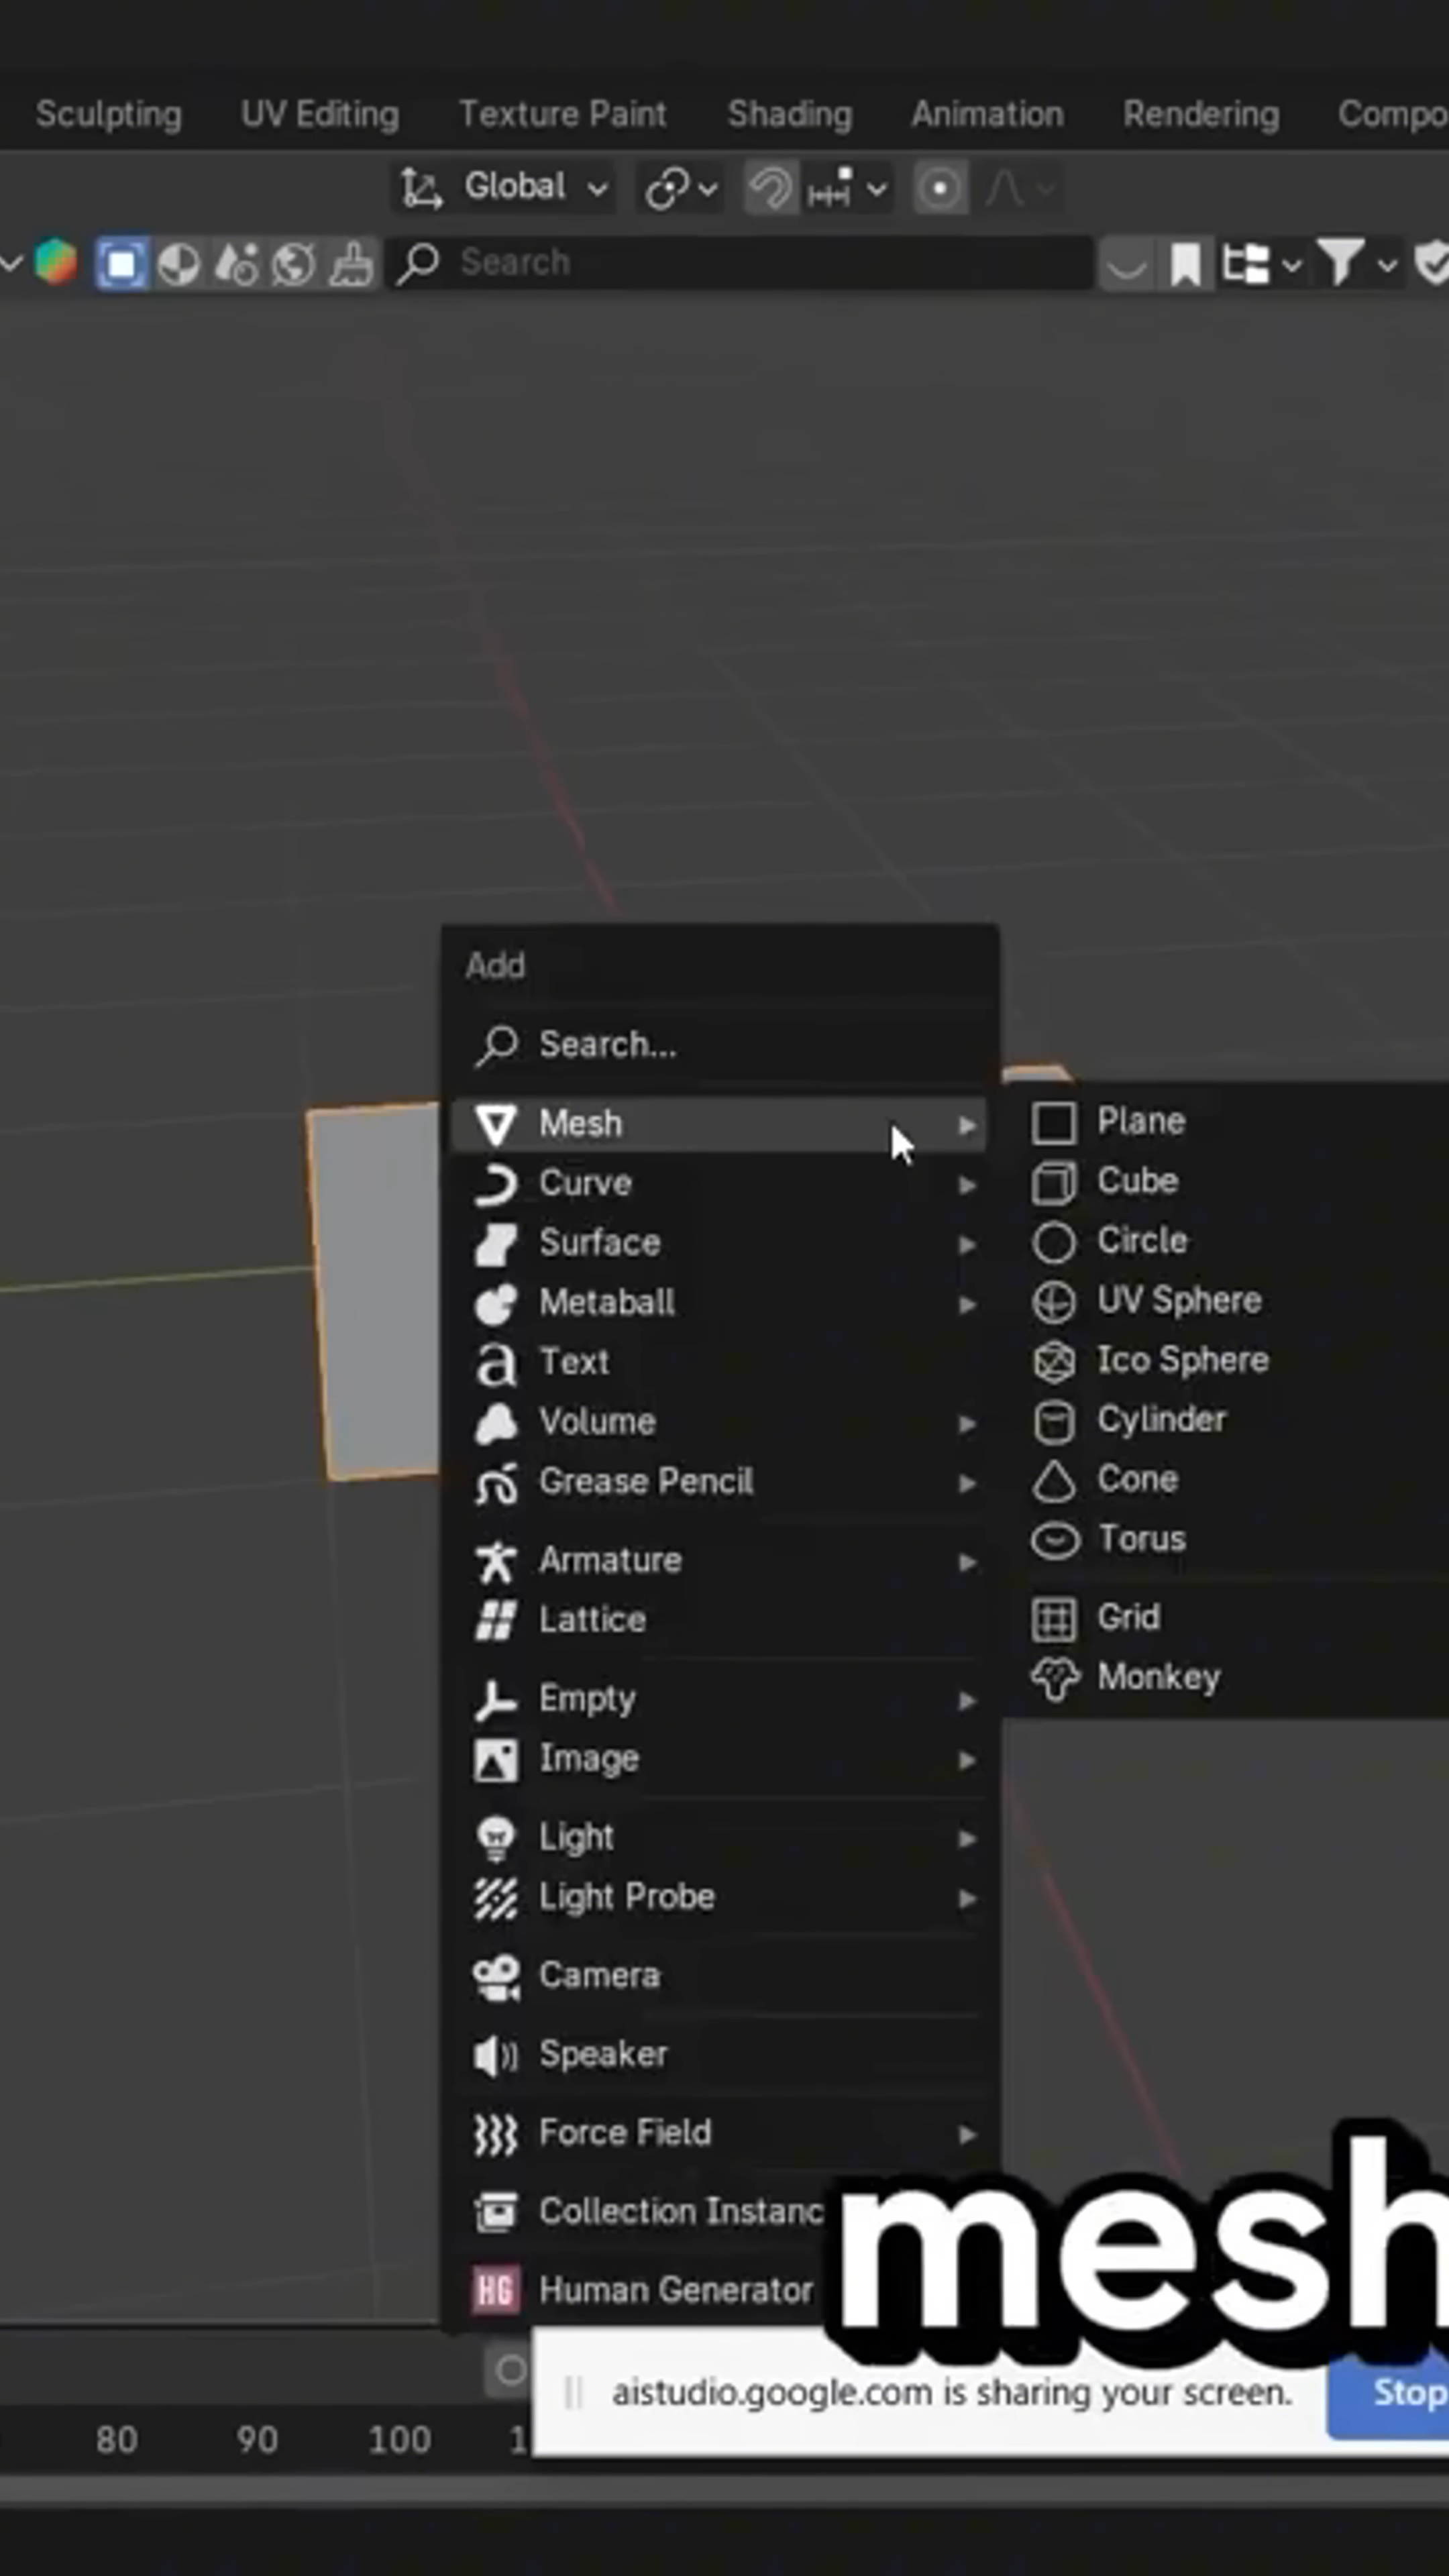 Sculpting UV Editing Texture Paint Shading Animation Rendering Compo
Global
Search
Add
Search...
Mesh
Curve
Surface
Metaball
Text
Volume
Grease Pencil
Armature
Lattice
Empty
Image
Light
Light Probe
Camera
Speaker
Force Field
Collection Instanc
HG Human Generator
Plane
Cube
Circle
UV Sphere
Ico Sphere
Cylinder
Cone
Torus
Grid
Monkey
mesh
aistudio.google.com is sharing your screen. Stop
80 90 100 1